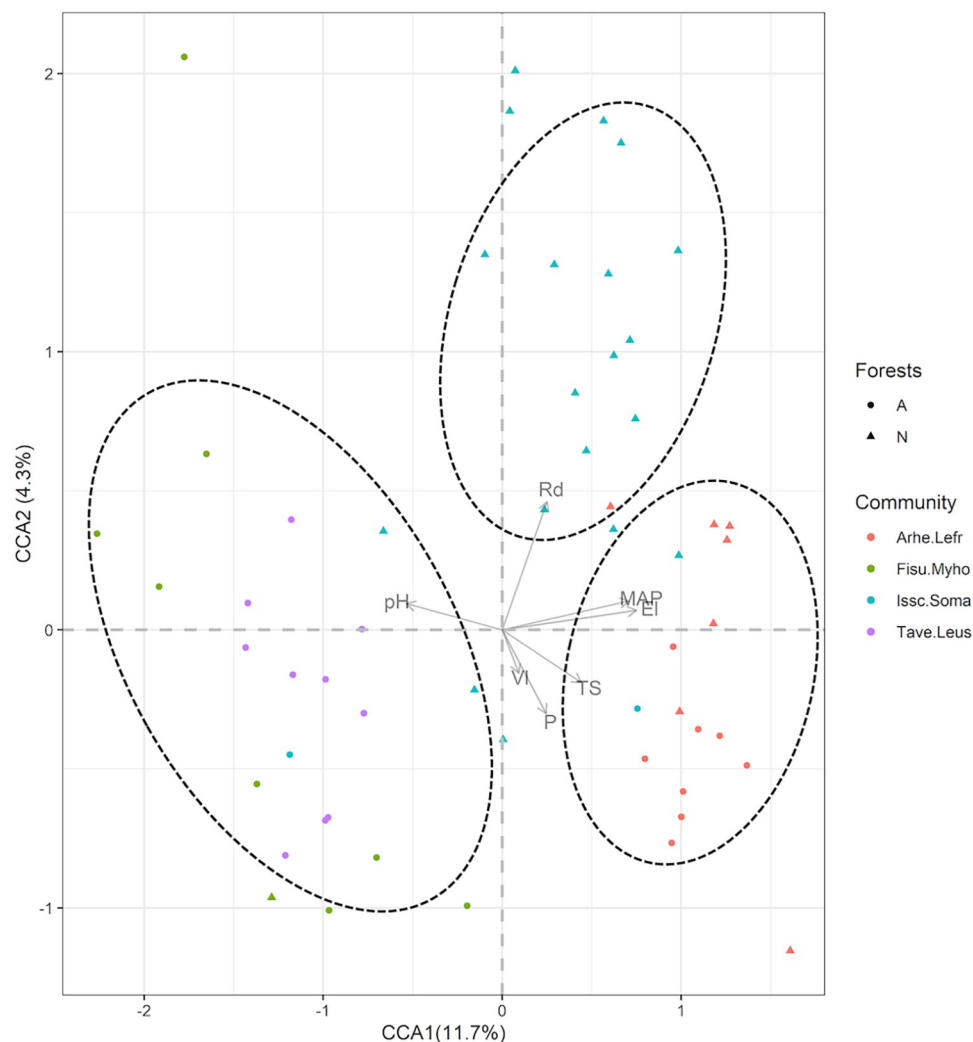 Forests
A
N
Community
Arhe.Lefr
Fisu.Myho
Issc.Soma
Tave.Leus
CCA2 (4.3%)
2
1
0
-1
Rd
pH
MAP
EI
VI
TS
P
-2
-1
0
1
CCA1(11.7%)